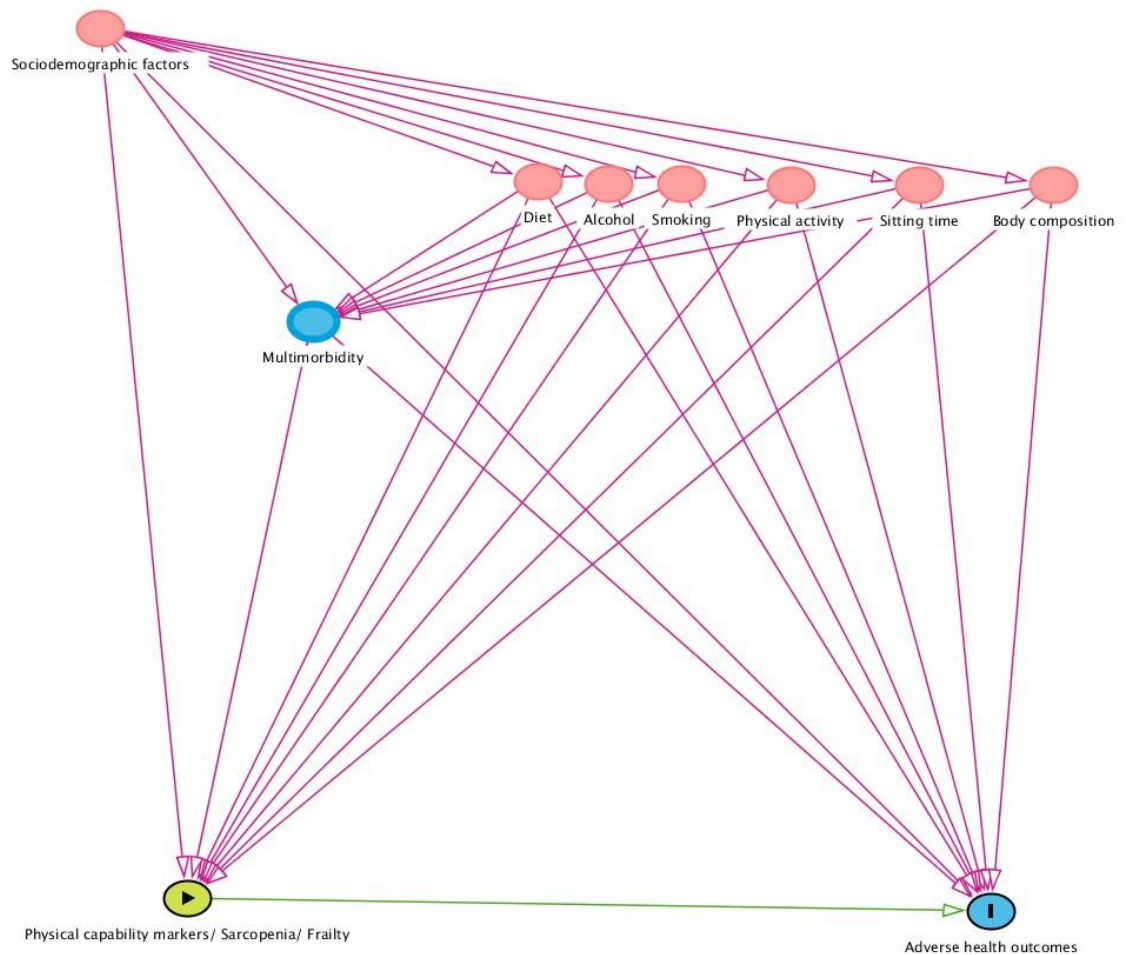 Sociodemographic factors
Diet
Alcohol
Smoking
Physical activity
Sitting time
Body composition
Multimorbidity
Physical capability markers/ Sarcopenia/ Frailty
Adverse health outcomes